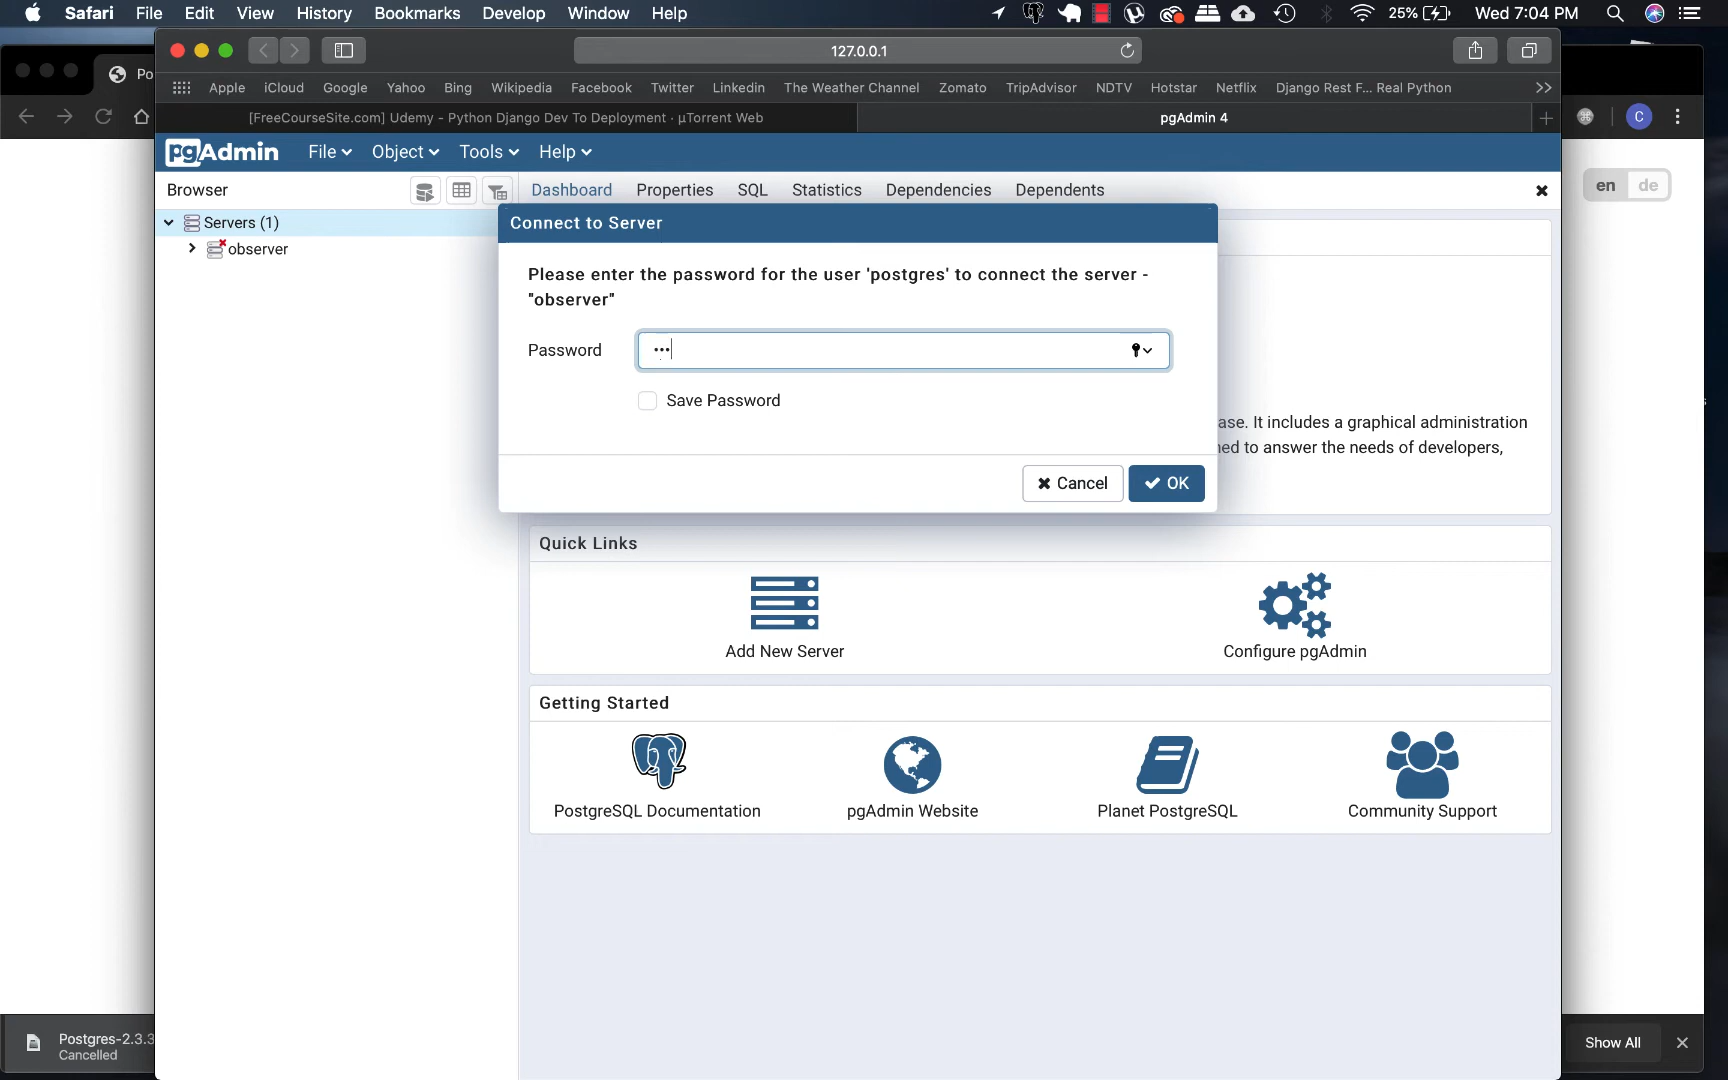 Safari File Edit View History Bookmarks Develop Window Help 25% Wed 7:04 PM
127.0.0.1
Po
Apple iCloud Google Yahoo Bing Wikipedia Facebook Twitter Linkedin The Weather Channel Zomato TripAdvisor NDTV Hotstar Netflix Django Rest F... Real Python
[FreeCourseSite.com] Udemy - Python Django Dev To Deployment · µTorrent Web
pgAdmin 4
C
pgAdmin File Object Tools Help
Browser
Dashboard Properties SQL Statistics Dependencies Dependents
en de
Servers (1)
observer
Connect to Server
Please enter the password for the user 'postgres' to connect the server -
"observer"
Password
Save Password
ase. It includes a graphical administration
ned to answer the needs of developers,
Cancel OK
Quick Links
Add New Server
Configure pgAdmin
Getting Started
PostgreSQL Documentation
pgAdmin Website
Planet PostgreSQL
Community Support
Postgres-2.3.3
Cancelled
Show All